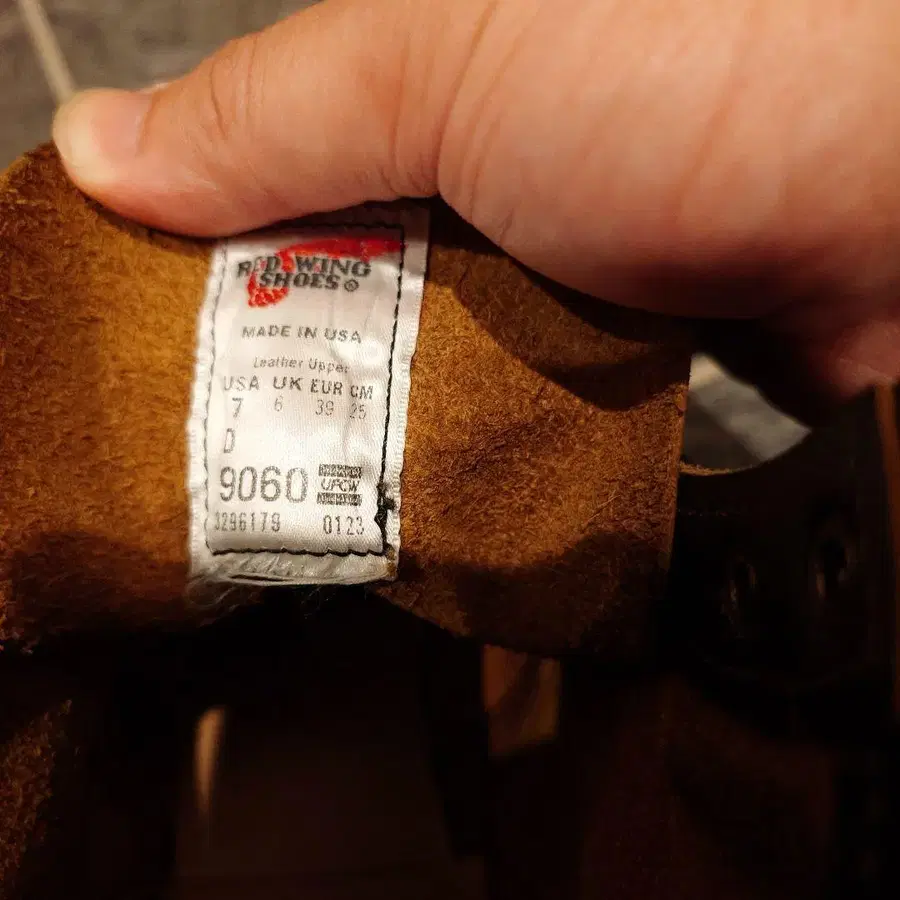 RED WING
SHOES®
MADE IN USA
Leather Upper
USA UK EUR CM
7 6 39 25
D
9060 UFCW
3296179 0123